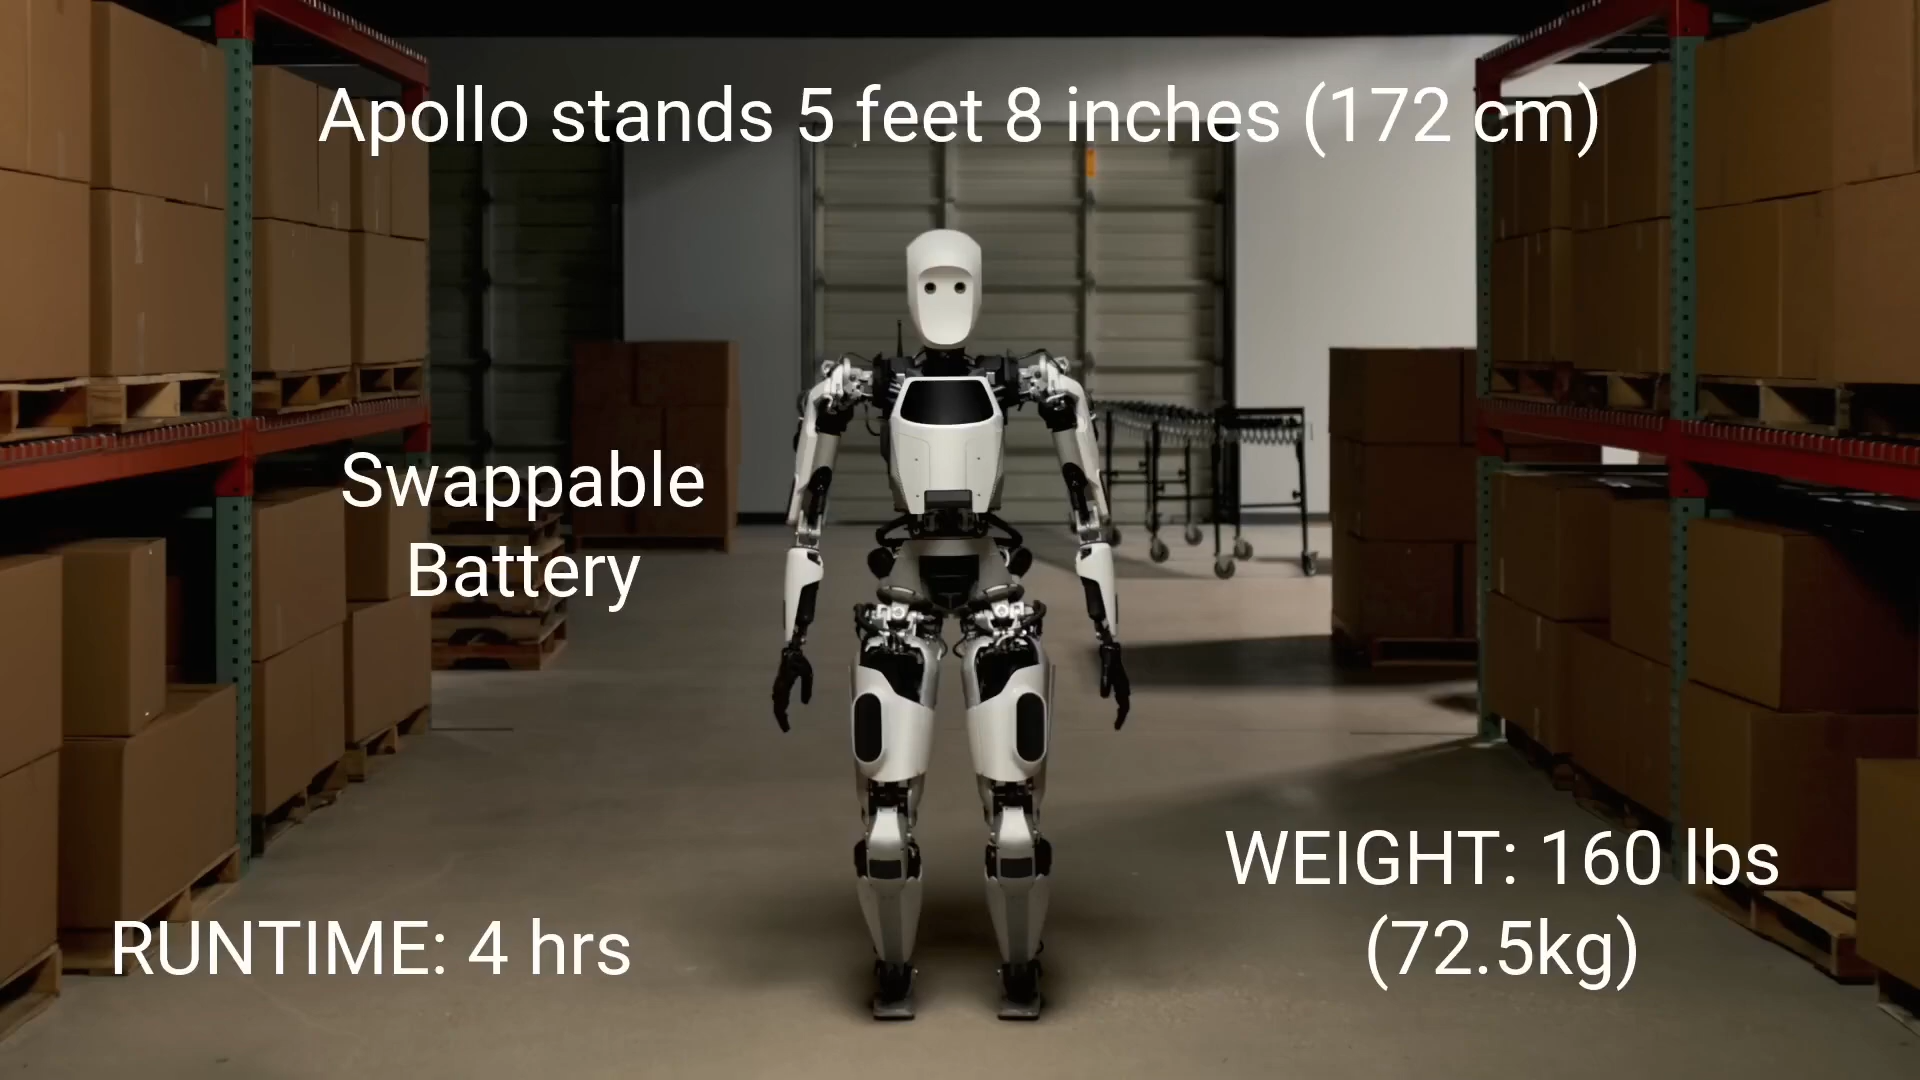 Apollo stands 5 feet 8 inches (172 cm)
Swappable
Battery
WEIGHT: 160 lbs
(72.5kg)
RUNTIME: 4 hrs